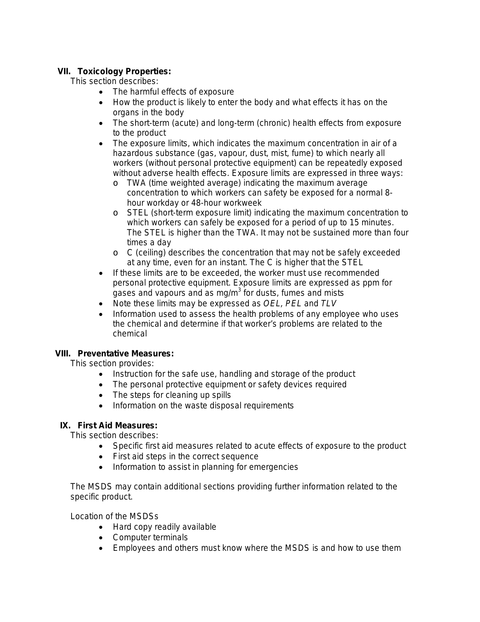 VII. Toxicology Properties:
This section describes:
• The harmful effects of exposure
• How the product is likely to enter the body and what effects it has on the
organs in the body
• The short-term (acute) and long-term (chronic) health effects from exposure
to the product
• The exposure limits, which indicates the maximum concentration in air of a
hazardous substance (gas, vapour, dust, mist, fume) to which nearly all
workers (without personal protective equipment) can be repeatedly exposed
without adverse health effects. Exposure limits are expressed in three ways:
o TWA (time weighted average) indicating the maximum average
concentration to which workers can safely be exposed for a normal 8-
hour workday or 48-hour workweek
o STEL (short-term exposure limit) indicating the maximum concentration to
which workers can safely be exposed for a period of up to 15 minutes.
The STEL is higher than the TWA. It may not be sustained more than four
times a day
o C (ceiling) describes the concentration that may not be safely exceeded
at any time, even for an instant. The C is higher that the STEL
• If these limits are to be exceeded, the worker must use recommended
personal protective equipment. Exposure limits are expressed as ppm for
gases and vapours and as mg/m³ for dusts, fumes and mists
• Note these limits may be expressed as OEL, PEL and TLV
• Information used to assess the health problems of any employee who uses
the chemical and determine if that worker's problems are related to the
chemical
VIII. Preventative Measures:
This section provides:
• Instruction for the safe use, handling and storage of the product
• The personal protective equipment or safety devices required
• The steps for cleaning up spills
• Information on the waste disposal requirements
IX. First Aid Measures:
This section describes:
• Specific first aid measures related to acute effects of exposure to the product
• First aid steps in the correct sequence
• Information to assist in planning for emergencies
The MSDS may contain additional sections providing further information related to the
specific product.
Location of the MSDSs
• Hard copy readily available
• Computer terminals
• Employees and others must know where the MSDS is and how to use them